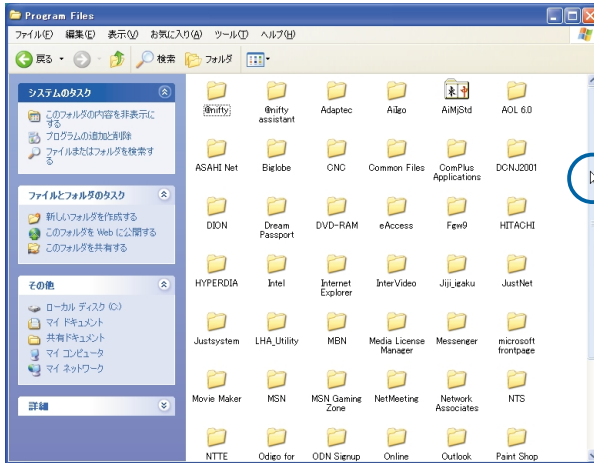 Program Files
ファイル(F) 編集(E) 表示(V) お気に入り(A) ツール(T) ヘルプ(H)
戻る 検索 フォルダ
システムのタスク
このフォルダの内容を非表示に
する
プログラムの追加と削除
ファイルまたはフォルダを検索す
る
ファイルとフォルダのタスク
新しいフォルダを作成する
このフォルダを Web に公開する
このフォルダを共有する
その他
ローカル ディスク (C:)
マイ ドキュメント
共有ドキュメント
マイ コンピュータ
マイ ネットワーク
詳細
@nifty
@nifty
assistant
Adaptec
Ailgo
AiMjStd
AOL 6.0
ASAHI Net
Biglobe
CNC
Common Files
ComPlus
Applications
DCNJ2001
DION
Dream
Passport
DVD-RAM
eAccess
Fgw9
HITACHI
HYPERDIA
Intel
Internet
Explorer
InterVideo
Jiji_igaku
JustNet
Justsystem
LHA_Utility
MBN
Media License
Manager
Messenger
microsoft
frontpage
Movie Maker
MSN
MSN Gaming
Zone
NetMeeting
Network
Associates
NTS
NTTE
Odigo for
ODN Signup
Online
Outlook
Paint Shop